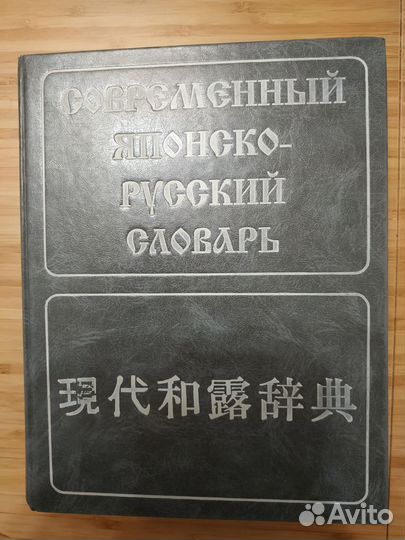 СОВРЕМЕННЫЙ
ЯПОНСКО-
РУССКИЙ
СЛОВАРЬ
現代和露辞典
Avito